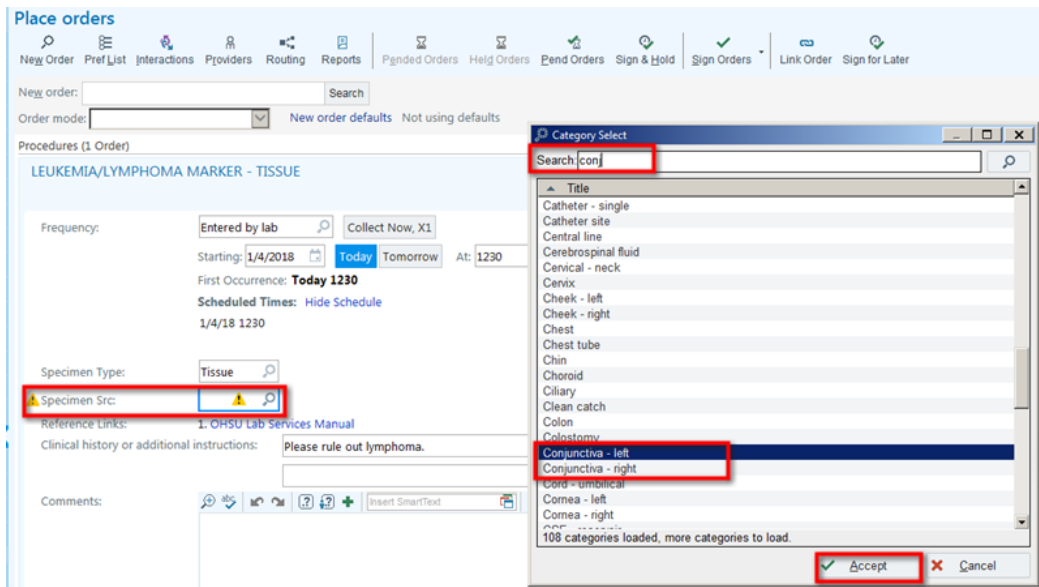 Place orders
New Order Pref List Interactions Providers Routing Reports Pended Orders Held Orders Pend Orders Sign & Hold Sign Orders Link Order Sign for Later
New order: Search
Order mode: New order defaults Not using defaults
Procedures (1 Order)
LEUKEMIA/LYMPHOMA MARKER - TISSUE
Frequency: Entered by lab Collect Now, X1
Starting: 1/4/2018 Today Tomorrow At: 1230
First Occurrence: Today 1230
Scheduled Times: Hide Schedule
1/4/18 1230
Specimen Type: Tissue
Specimen Src:
Reference Links: 1. OHSU Lab Services Manual
Clinical history or additional instructions: Please rule out lymphoma.
Comments: abc Insert SmartText
Category Select
Search: conj
Title
Catheter - single
Catheter site
Central line
Cerebrospinal fluid
Cervical - neck
Cervix
Cheek - left
Cheek - right
Chest
Chest tube
Chin
Choroid
Ciliary
Clean catch
Colon
Colostomy
Conjunctiva - left
Conjunctiva - right
Cord - umbilical
Cornea - left
Cornea - right
108 categories loaded, more categories to load.
Accept Cancel